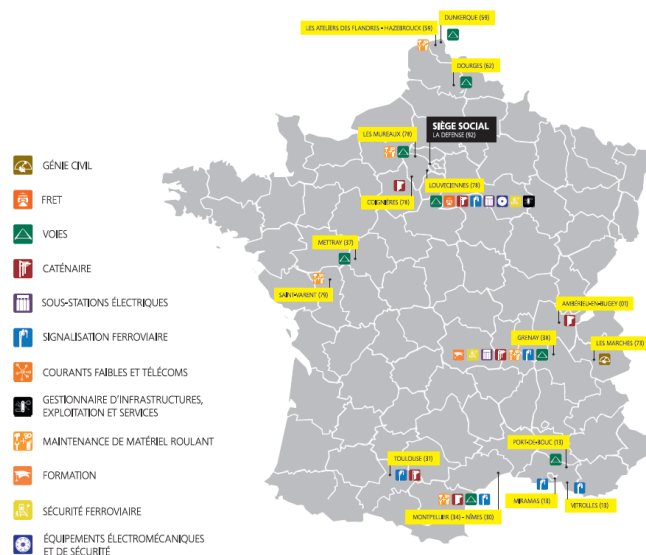 DUNKERQUE (59)
LES ATELIERS DES FLANDRES • HAZEBROUCK (59)
DOURGES (62)
SIÈGE SOCIAL
LA DÉFENSE (92)
LES MUREAUX (78)
GÉNIE CIVIL
LOUVECIENNES (78)
FRET
COIGNIÈRES (78)
VOIES
METTRAY (37)
CATÉNAIRE
SAINT-VARENT (79)
SOUS-STATIONS ÉLECTRIQUES
AMBÉRIEU-EN-BUGEY (01)
SIGNALISATION FERROVIAIRE
GRENAY (38)
LES MARCHES (73)
COURANTS FAIBLES ET TÉLÉCOMS
GESTIONNAIRE D'INFRASTRUCTURES,
EXPLOITATION ET SERVICES
MAINTENANCE DE MATÉRIEL ROULANT
PORT-DE-BOUC (13)
TOULOUSE (31)
FORMATION
MIRAMAS (13)
VITROLLES (13)
SÉCURITÉ FERROVIAIRE
MONTPELLIER (34) - NÎMES (30)
ÉQUIPEMENTS ÉLECTROMÉCANIQUES
ET DE SÉCURITÉ